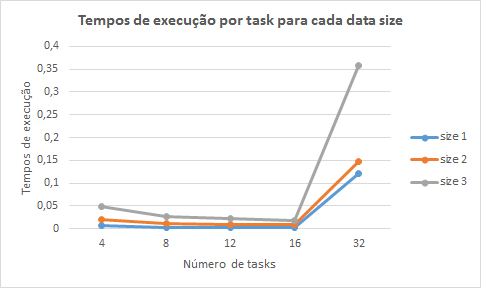 Tempos de execução por task para cada data size
0,4
0,35
0,3
0,25
0,2
0,15
0,1
0,05
0
Tempos de execução
4 8 12 16 32
Número de tasks
size 1
size 2
size 3